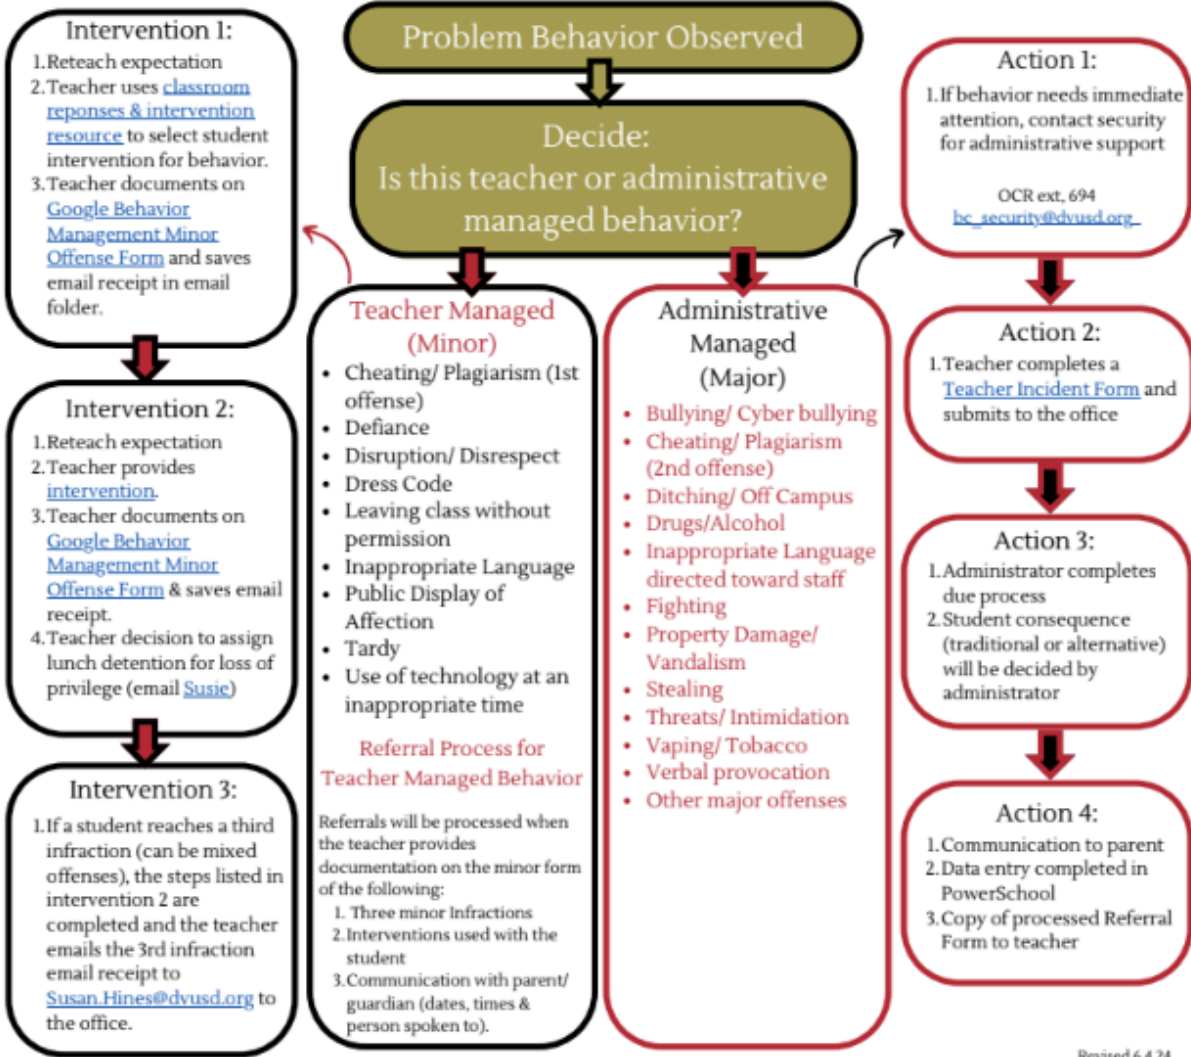 Problem Behavior Observed
Decide:
Is this teacher or administrative
managed behavior?
Intervention 1:
1. Reteach expectation
2. Teacher uses classroom
reponses & intervention
resource to select student
intervention for behavior.
3. Teacher documents on
Google Behavior
Management Minor
Offense Form and saves
email receipt in email
folder.
Intervention 2:
1. Reteach expectation
2. Teacher provides
intervention.
3. Teacher documents on
Google Behavior
Management Minor
Offense Form & saves email
receipt.
4. Teacher decision to assign
lunch detention for loss of
privilege (email Susie)
Intervention 3:
1. If a student reaches a third
infraction (can be mixed
offenses), the steps listed in
intervention 2 are
completed and the teacher
emails the 3rd infraction
email receipt to
Susan.Hines@dvusd.org to
the office.
Teacher Managed
(Minor)
• Cheating/ Plagiarism (1st
offense)
• Defiance
• Disruption/ Disrespect
• Dress Code
• Leaving class without
permission
• Inappropriate Language
• Public Display of
Affection
• Tardy
• Use of technology at an
inappropriate time
Referral Process for
Teacher Managed Behavior
Referrals will be processed when
the teacher provides
documentation on the minor form
of the following:
1. Three minor Infractions
2. Interventions used with the
student
3. Communication with parent/
guardian (dates, times &
person spoken to).
Administrative
Managed
(Major)
• Bullying/ Cyber bullying
• Cheating/ Plagiarism
(2nd offense)
• Ditching/ Off Campus
• Drugs/Alcohol
• Inappropriate Language
directed toward staff
• Fighting
• Property Damage/
Vandalism
• Stealing
• Threats/ Intimidation
• Vaping/ Tobacco
• Verbal provocation
• Other major offenses
Action 1:
1. If behavior needs immediate
attention, contact security
for administrative support
OCR ext, 694
bc_security@dvusd.org
Action 2:
1. Teacher completes a
Teacher Incident Form and
submits to the office
Action 3:
1. Administrator completes
due process
2. Student consequence
(traditional or alternative)
will be decided by
administrator
Action 4:
1. Communication to parent
2. Data entry completed in
PowerSchool
3. Copy of processed Referral
Form to teacher
Revised 6.4.24